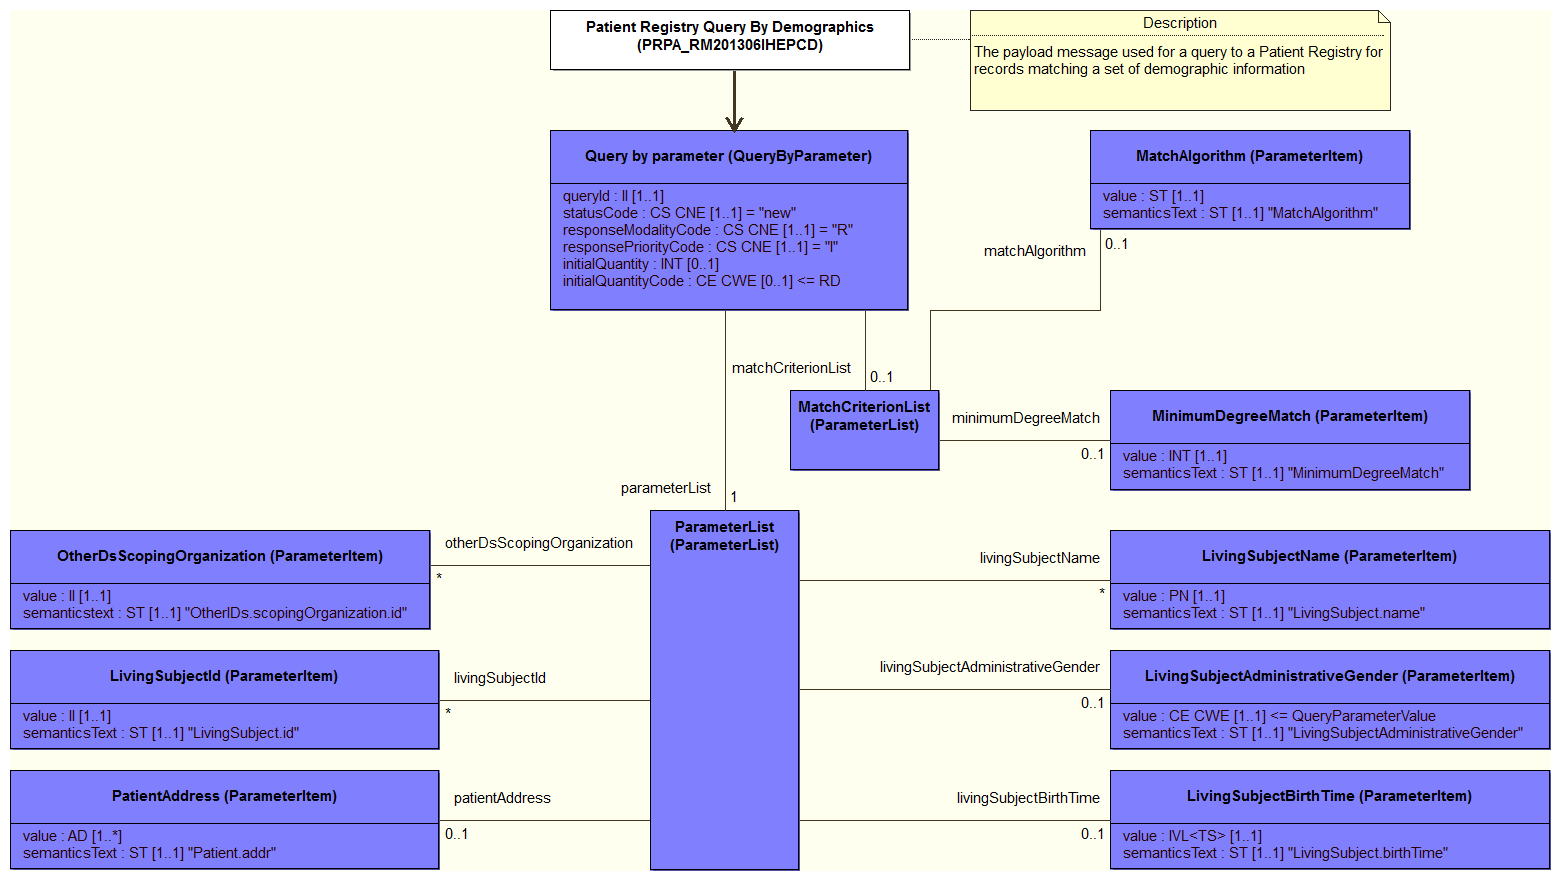 Patient Registry Query By Demographics
(PRPA_RM201306IHEPCD)
Description
The payload message used for a query to a Patient Registry for
records matching a set of demographic information
Query by parameter (QueryByParameter)
queryId : II [1..1]
statusCode : CS CNE [1..1] = "new"
responseModalityCode : CS CNE [1..1] = "R"
responsePriorityCode : CS CNE [1..1] = "I"
initialQuantity : INT [0..1]
initialQuantityCode : CE CWE [0..1] <= RD
MatchAlgorithm (ParameterItem)
value : ST [1..1]
semanticsText : ST [1..1] "MatchAlgorithm"
matchAlgorithm
0..1
matchCriterionList
0..1
MatchCriterionList
(ParameterList)
minimumDegreeMatch
0..1
MinimumDegreeMatch (ParameterItem)
value : INT [1..1]
semanticsText : ST [1..1] "MinimumDegreeMatch"
parameterList
1
ParameterList
(ParameterList)
OtherDsScopingOrganization (ParameterItem)
value : II [1..1]
semanticstext : ST [1..1] "OtherIDs.scopingOrganization.id"
otherDsScopingOrganization
*
livingSubjectName
*
LivingSubjectName (ParameterItem)
value : PN [1..1]
semanticsText : ST [1..1] "LivingSubject.name"
LivingSubjectId (ParameterItem)
value : II [1..1]
semanticsText : ST [1..1] "LivingSubject.id"
livingSubjectId
*
livingSubjectAdministrativeGender
0..1
LivingSubjectAdministrativeGender (ParameterItem)
value : CE CWE [1..1] <= QueryParameterValue
semanticsText : ST [1..1] "LivingSubjectAdministrativeGender"
PatientAddress (ParameterItem)
value : AD [1..*]
semanticsText : ST [1..1] "Patient.addr"
patientAddress
0..1
livingSubjectBirthTime
0..1
LivingSubjectBirthTime (ParameterItem)
value : IVL<TS> [1..1]
semanticsText : ST [1..1] "LivingSubject.birthTime"